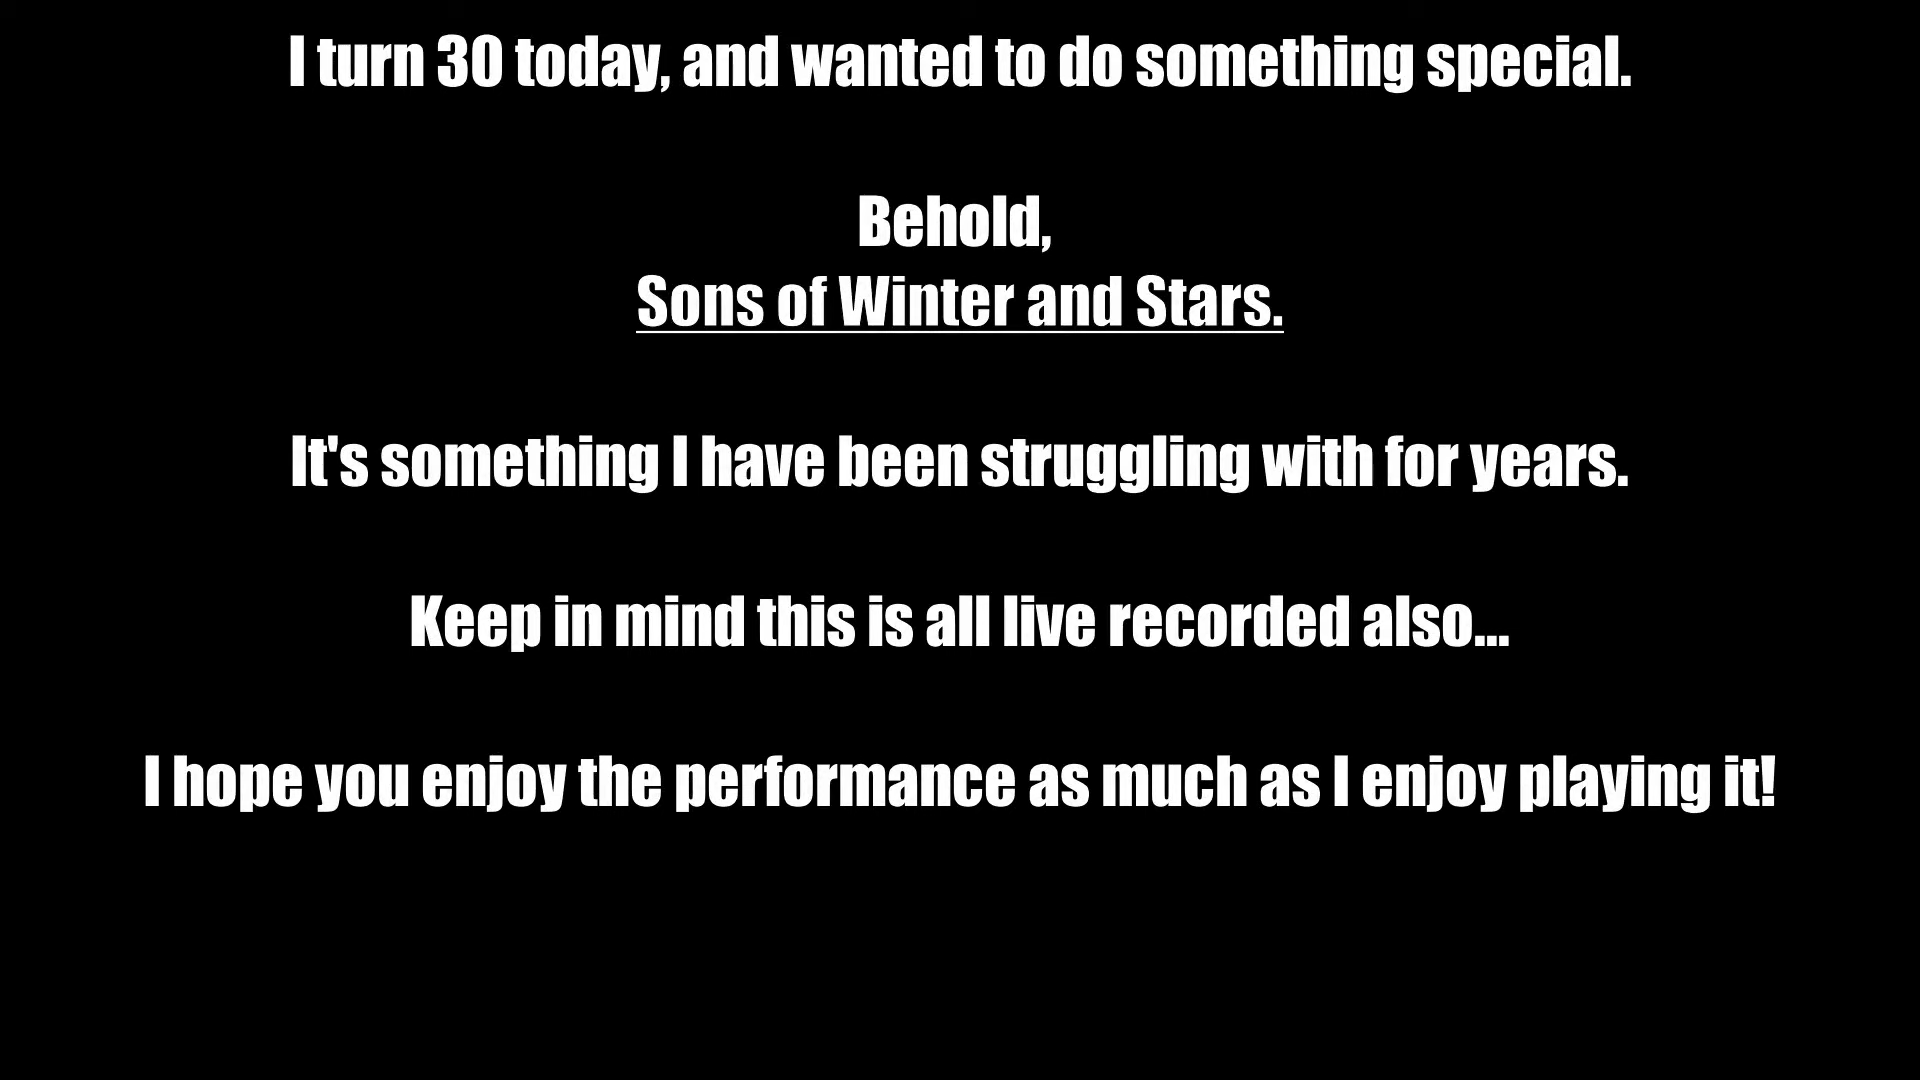 I turn 30 today, and wanted to do something special.
Behold,
Sons of Winter and Stars.
It's something I have been struggling with for years.
Keep in mind this is all live recorded also...
I hope you enjoy the performance as much as I enjoy playing it!